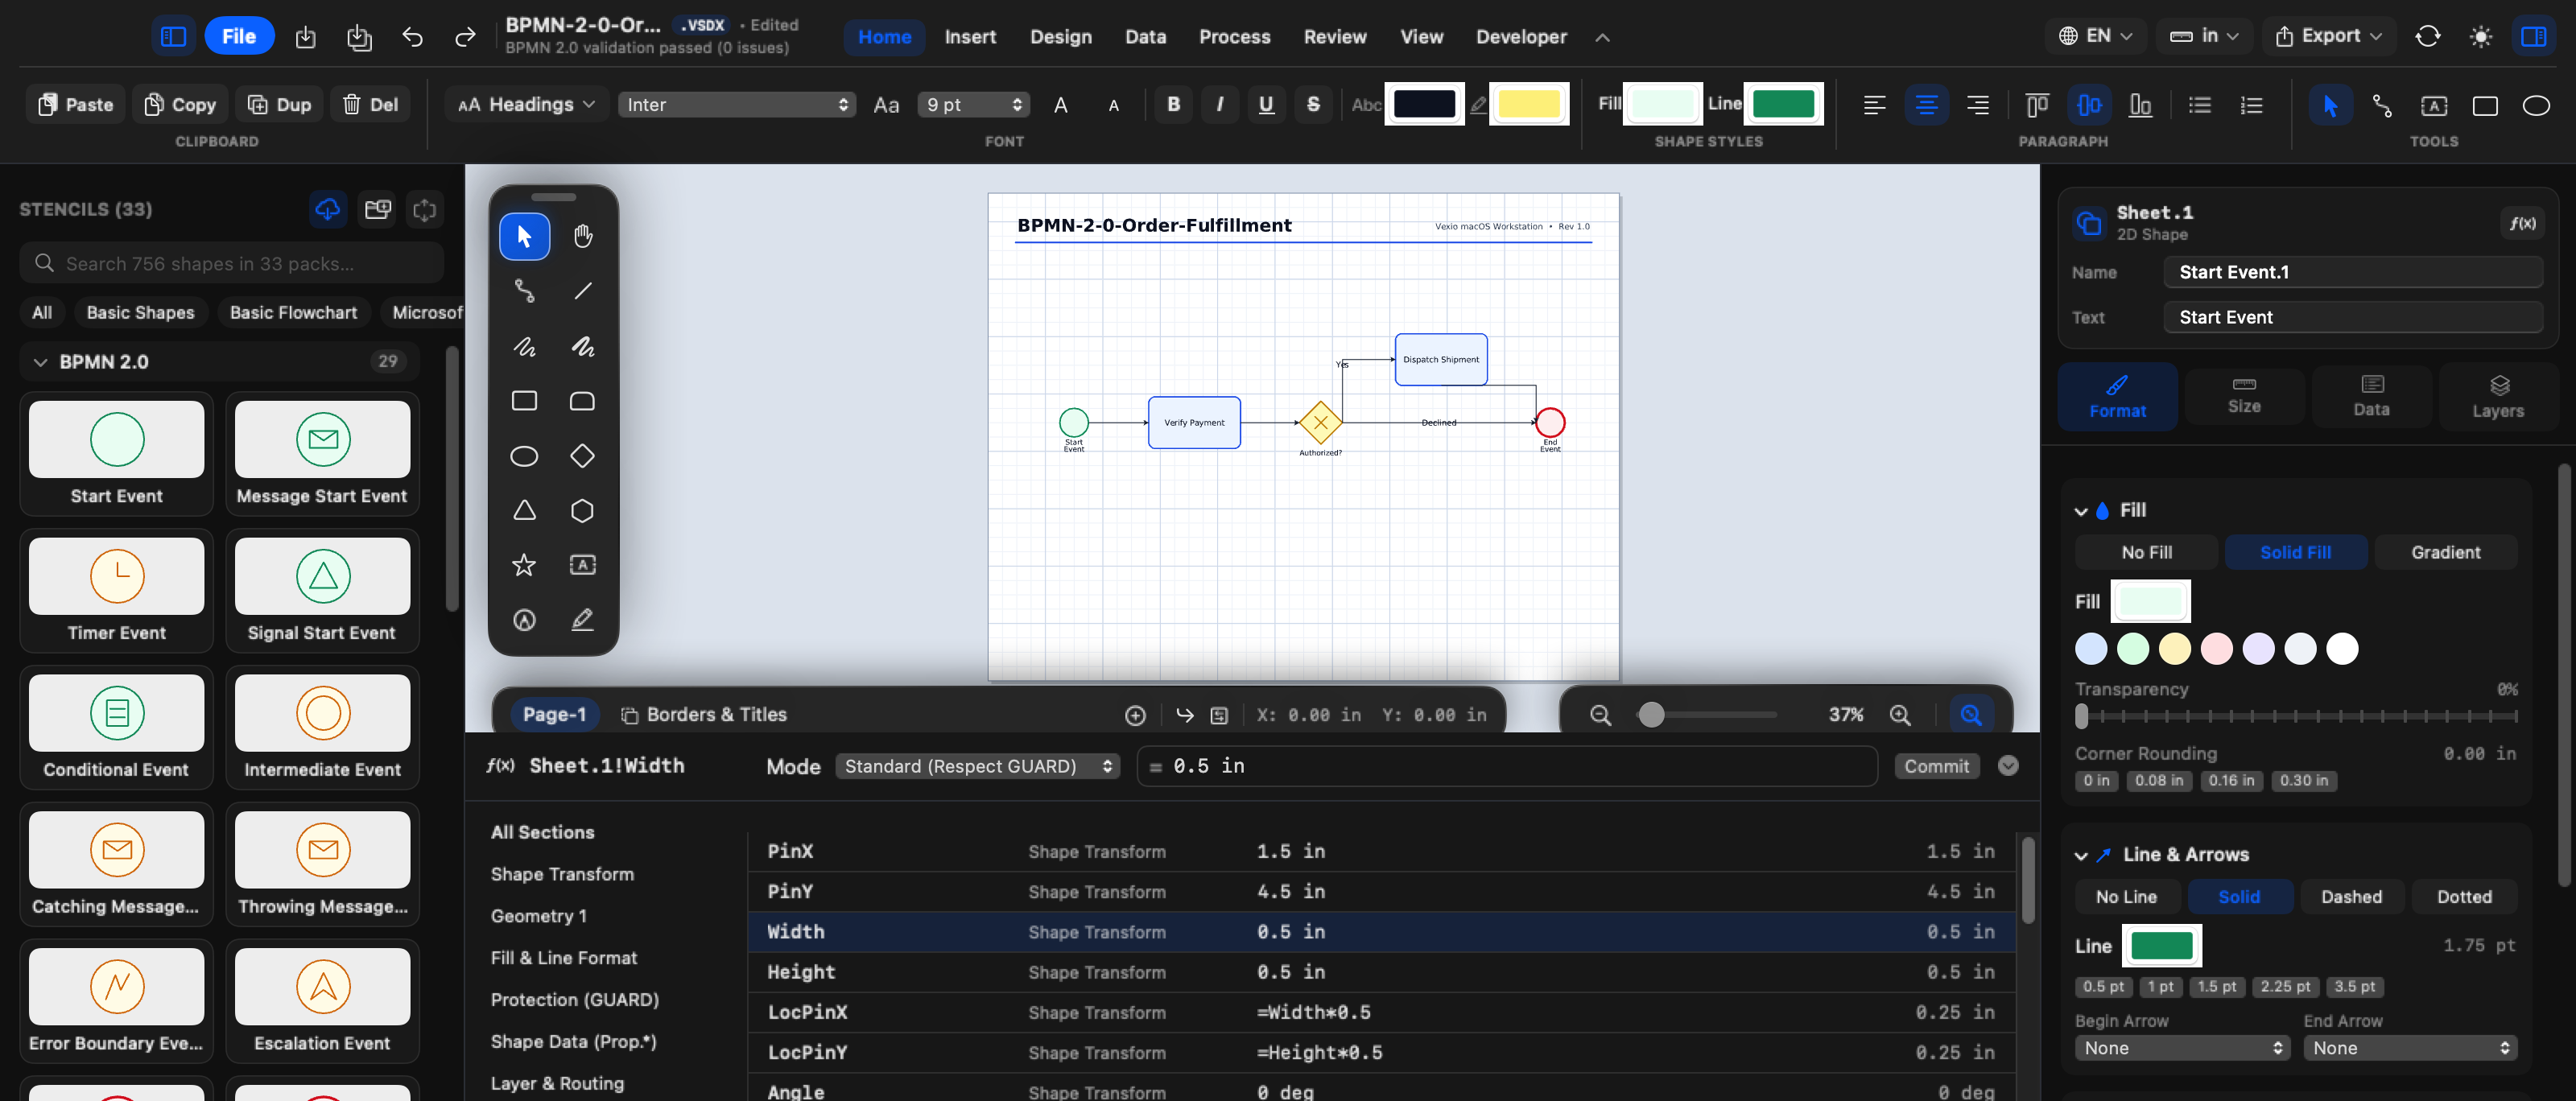 File
BPMN-2-0-Or... .VSDX • Edited
BPMN 2.0 validation passed (0 issues)
Home Insert Design Data Process Review View Developer
EN in Export
Paste Copy Dup Del
CLIPBOARD
AA Headings Inter Aa 9 pt A A B I U S Abc
FONT
Fill Line
SHAPE STYLES
PARAGRAPH
A
TOOLS
STENCILS (33)
Search 756 shapes in 33 packs...
All Basic Shapes Basic Flowchart Microsof
BPMN 2.0 29
Start Event Message Start Event
Timer Event Signal Start Event
Conditional Event Intermediate Event
Catching Message... Throwing Message...
Error Boundary Eve... Escalation Event
A
A
BPMN-2-0-Order-Fulfillment
Vexio macOS Workstation • Rev 1.0
Dispatch Shipment
Yes
Verify Payment
Declined
Start
Event
Authorized?
End
Event
Page-1 Borders & Titles X: 0.00 in Y: 0.00 in
37%
f(x) Sheet.1!Width Mode Standard (Respect GUARD) = 0.5 in Commit
All Sections
Shape Transform
Geometry 1
Fill & Line Format
Protection (GUARD)
Shape Data (Prop.*)
Layer & Routing
PinX Shape Transform 1.5 in 1.5 in
PinY Shape Transform 4.5 in 4.5 in
Width Shape Transform 0.5 in 0.5 in
Height Shape Transform 0.5 in 0.5 in
LocPinX Shape Transform =Width*0.5 0.25 in
LocPinY Shape Transform =Height*0.5 0.25 in
Angle Shape Transform 0 deg 0 deg
Sheet.1
2D Shape
f(x)
Name Start Event.1
Text Start Event
Format Size Data Layers
Fill
No Fill Solid Fill Gradient
Fill
Transparency 0%
Corner Rounding 0.00 in
0 in 0.08 in 0.16 in 0.30 in
Line & Arrows
No Line Solid Dashed Dotted
Line 1.75 pt
0.5 pt 1 pt 1.5 pt 2.25 pt 3.5 pt
Begin Arrow End Arrow
None None